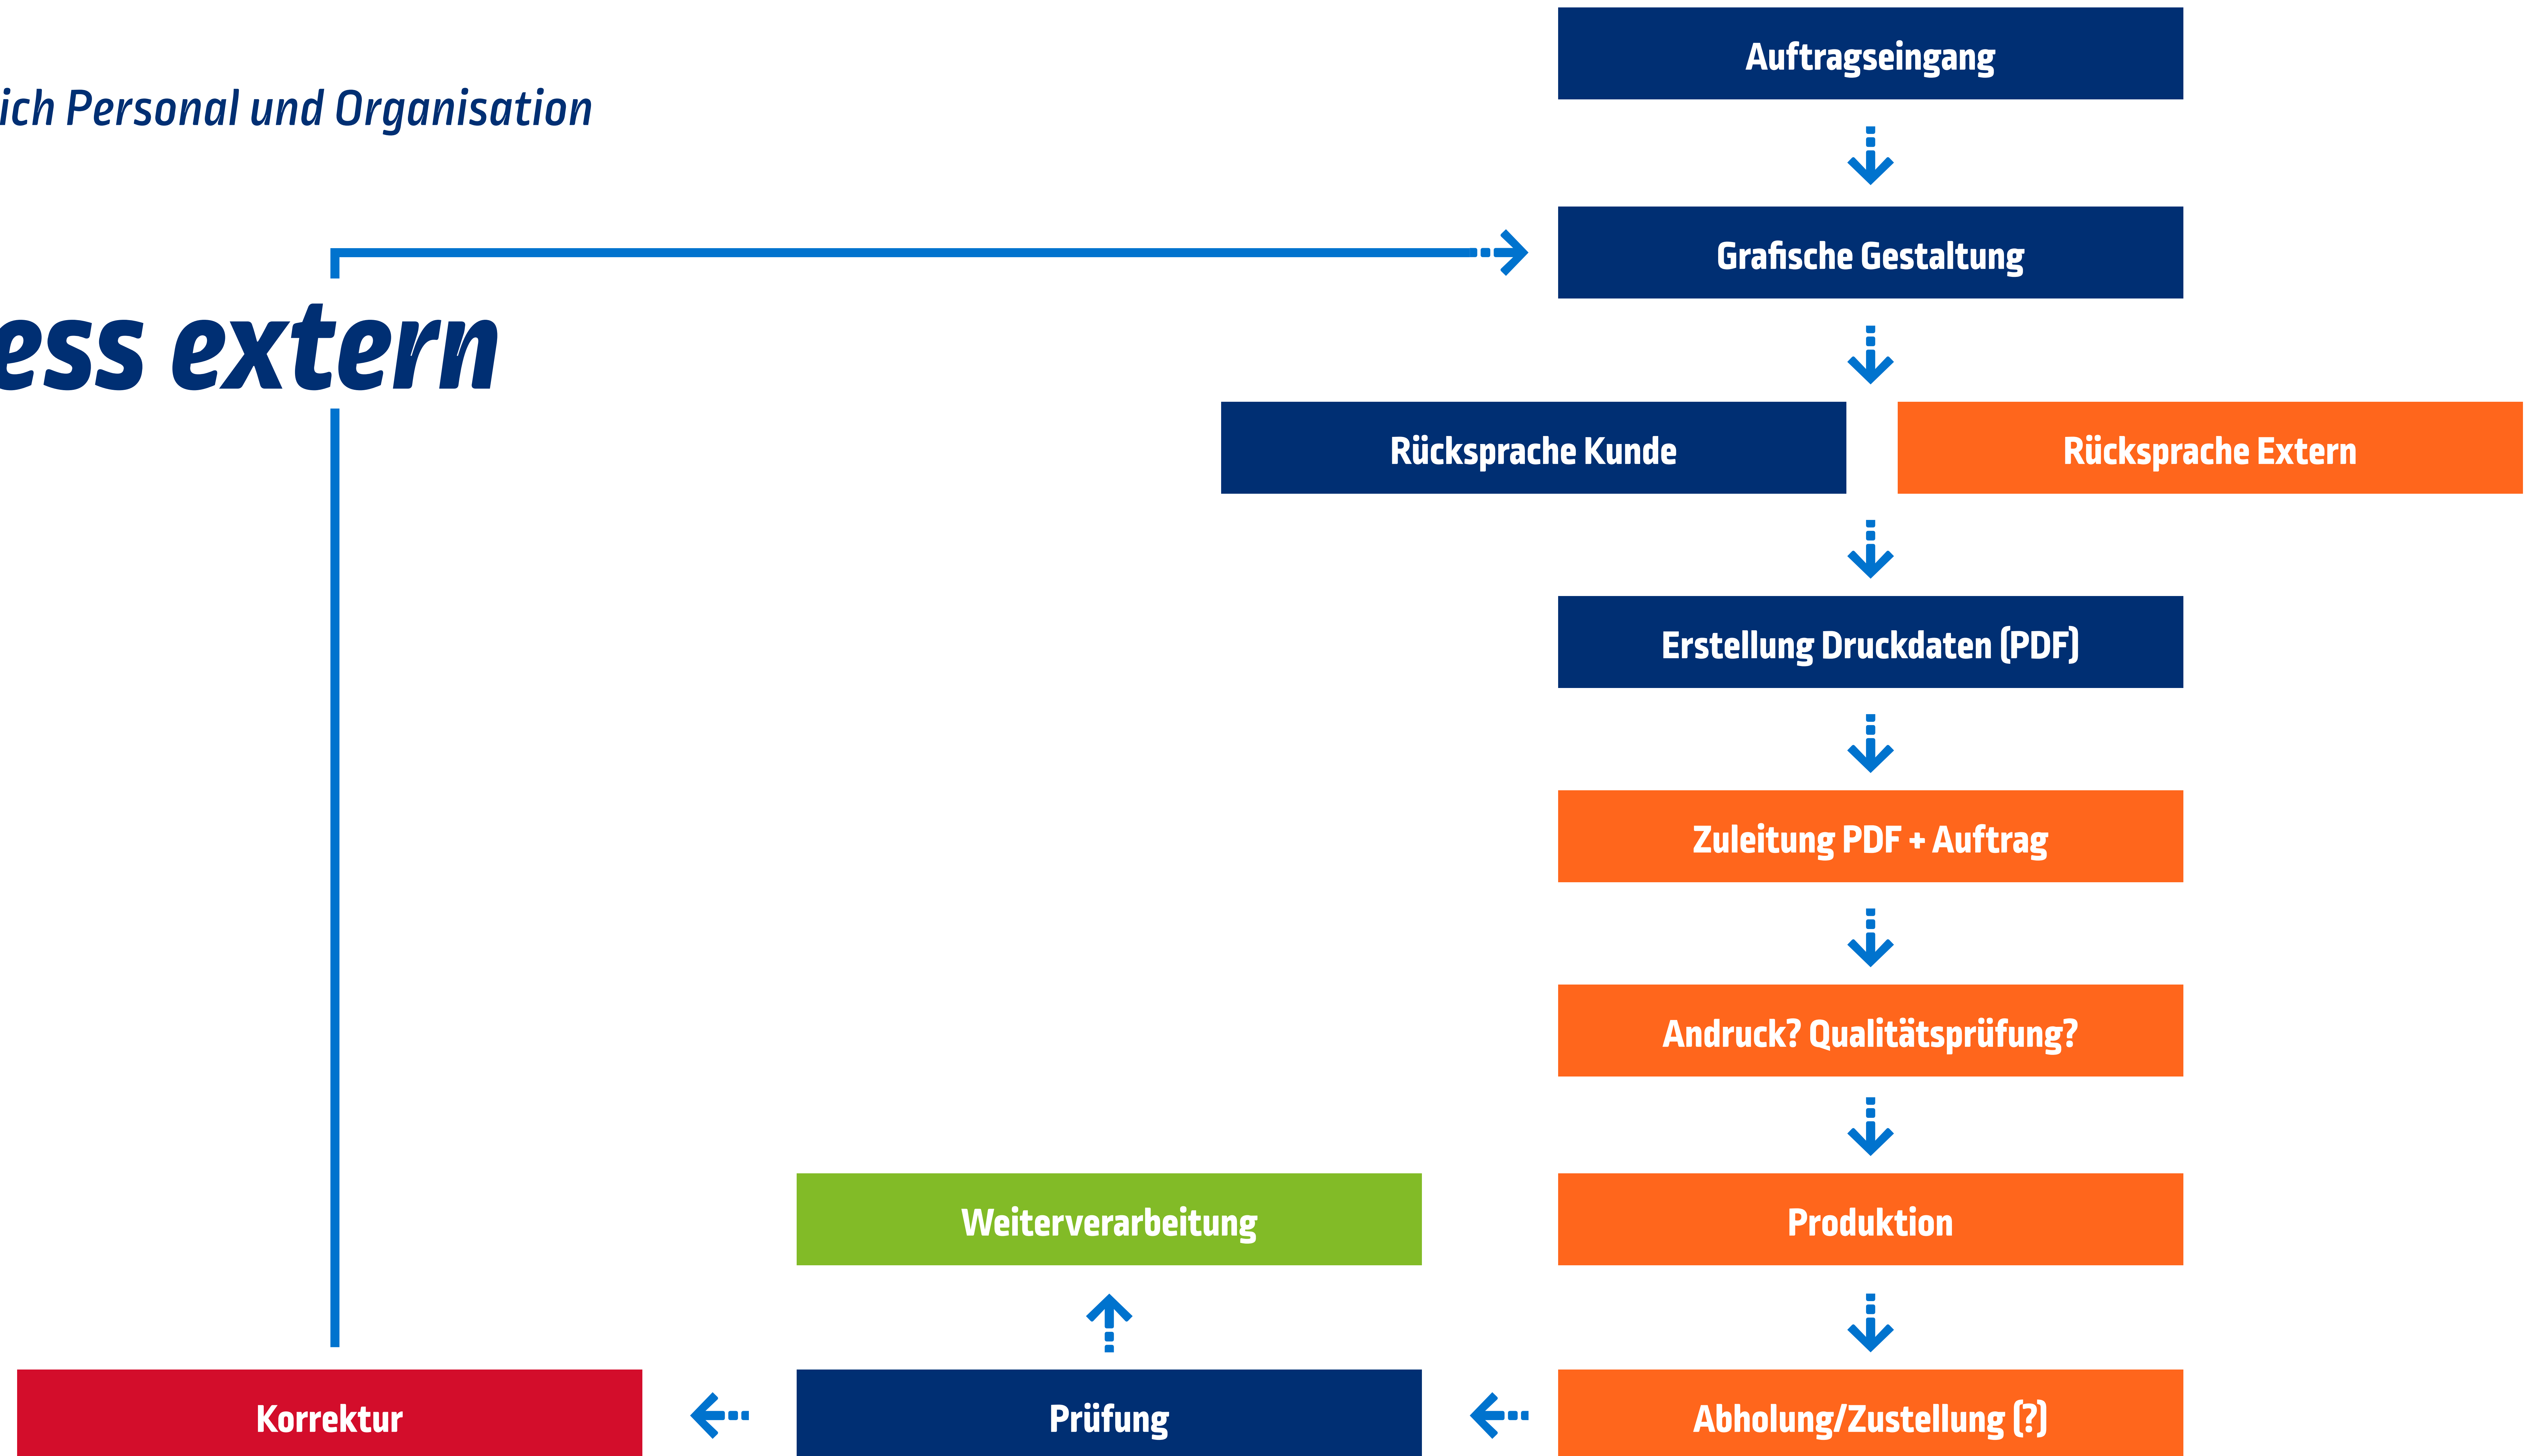 Auftragseingang
ich Personal und Organisation
Grafische Gestaltung
ess extern
Rücksprache Kunde
Rücksprache Extern
Erstellung Druckdaten (PDF)
Zuleitung PDF + Auftrag
Andruck? Qualitätsprüfung?
Weiterverarbeitung
Produktion
Korrektur
Prüfung
Abholung/Zustellung (?)